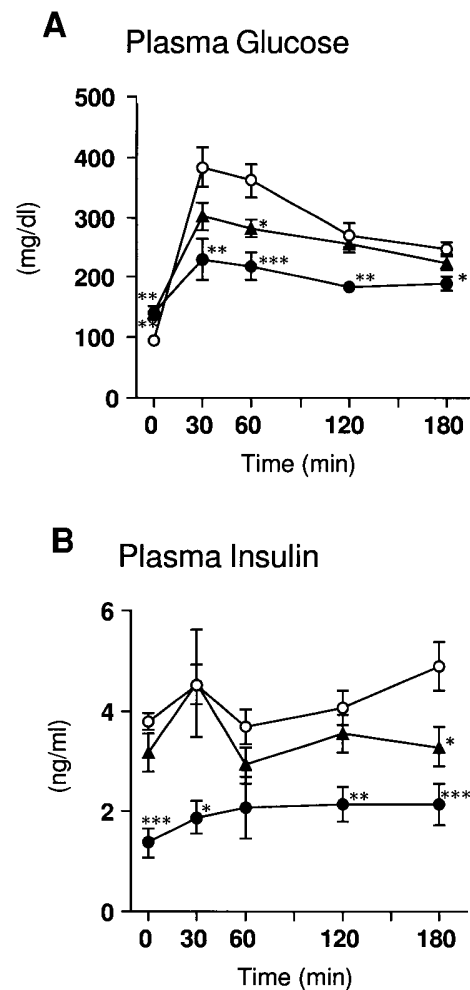 A
Plasma Glucose
500
400
300
200
100
0
(mg/dl)
*
**
***
**
*
**
**
0 30 60 120 180
Time (min)
B
Plasma Insulin
6
4
2
0
(ng/ml)
*
***
*
**
***
0 30 60 120 180
Time (min)